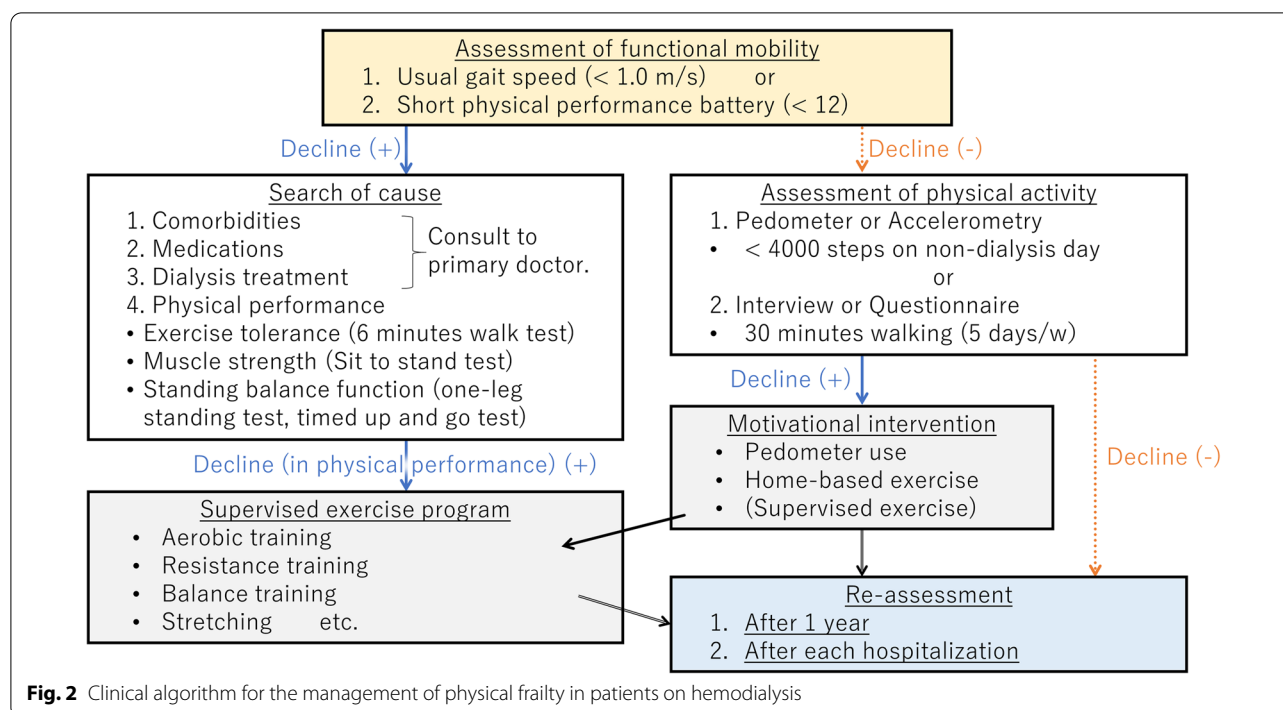 Assessment of functional mobility
1. Usual gait speed (< 1.0 m/s) or
2. Short physical performance battery (< 12)
Decline (+)
Decline (-)
Search of cause
1. Comorbidities
2. Medications
3. Dialysis treatment
Consult to
primary doctor.
4. Physical performance
• Exercise tolerance (6 minutes walk test)
• Muscle strength (Sit to stand test)
• Standing balance function (one-leg
standing test, timed up and go test)
Assessment of physical activity
1. Pedometer or Accelerometry
• < 4000 steps on non-dialysis day
or
2. Interview or Questionnaire
• 30 minutes walking (5 days/w)
Decline (+)
Decline (-)
Motivational intervention
• Pedometer use
• Home-based exercise
• (Supervised exercise)
Decline (in physical performance) (+)
Supervised exercise program
• Aerobic training
• Resistance training
• Balance training
• Stretching etc.
Re-assessment
1. After 1 year
2. After each hospitalization
Fig. 2 Clinical algorithm for the management of physical frailty in patients on hemodialysis